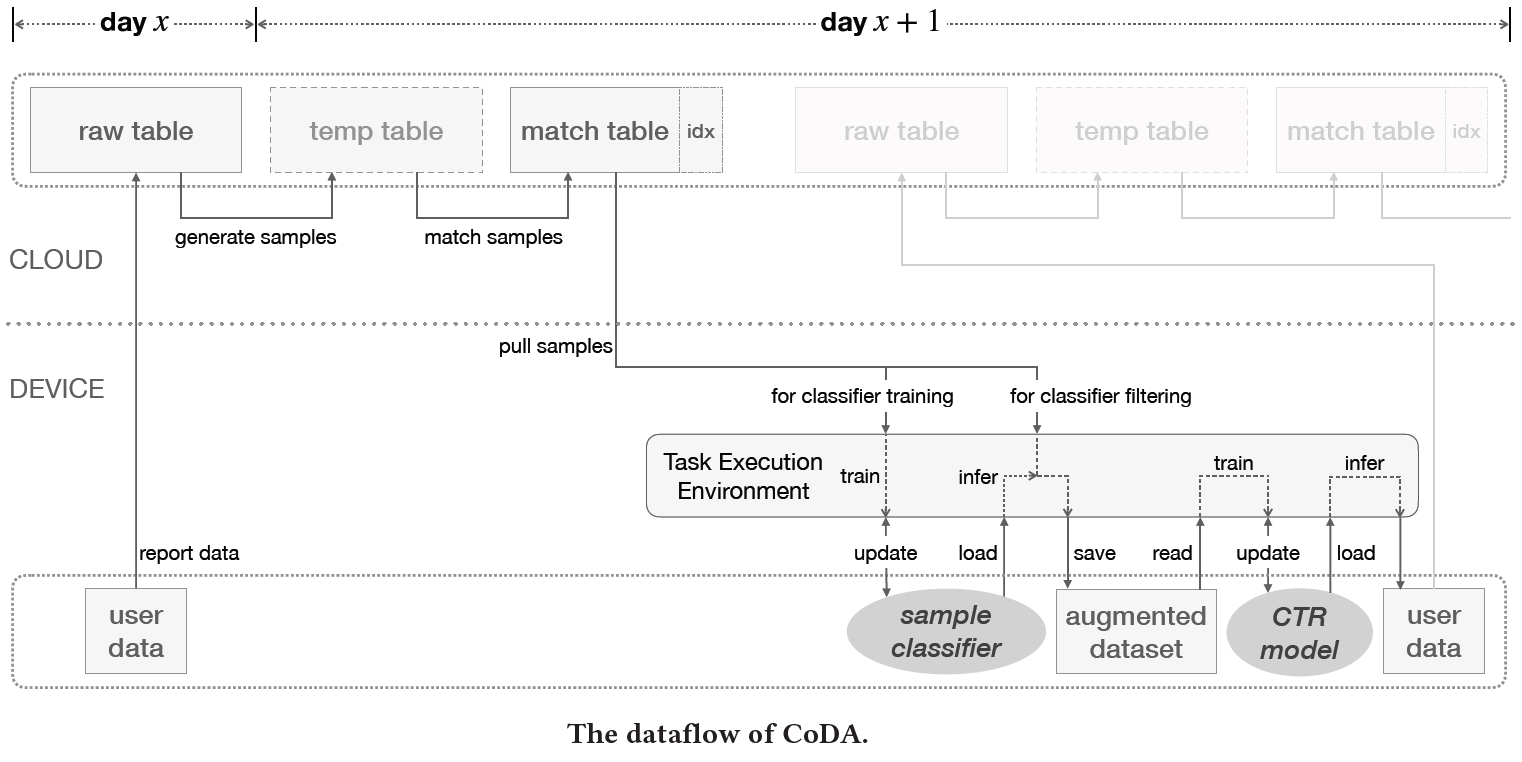 day x
day x + 1
raw table
temp table
match table
idx
raw table
temp table
match table
idx
generate samples
match samples
CLOUD
pull samples
DEVICE
for classifier training
for classifier filtering
Task Execution
Environment
train
infer
train
infer
report data
update
load
save
read
update
load
user
data
sample
classifier
augmented
dataset
CTR
model
user
data
The dataflow of CoDA.